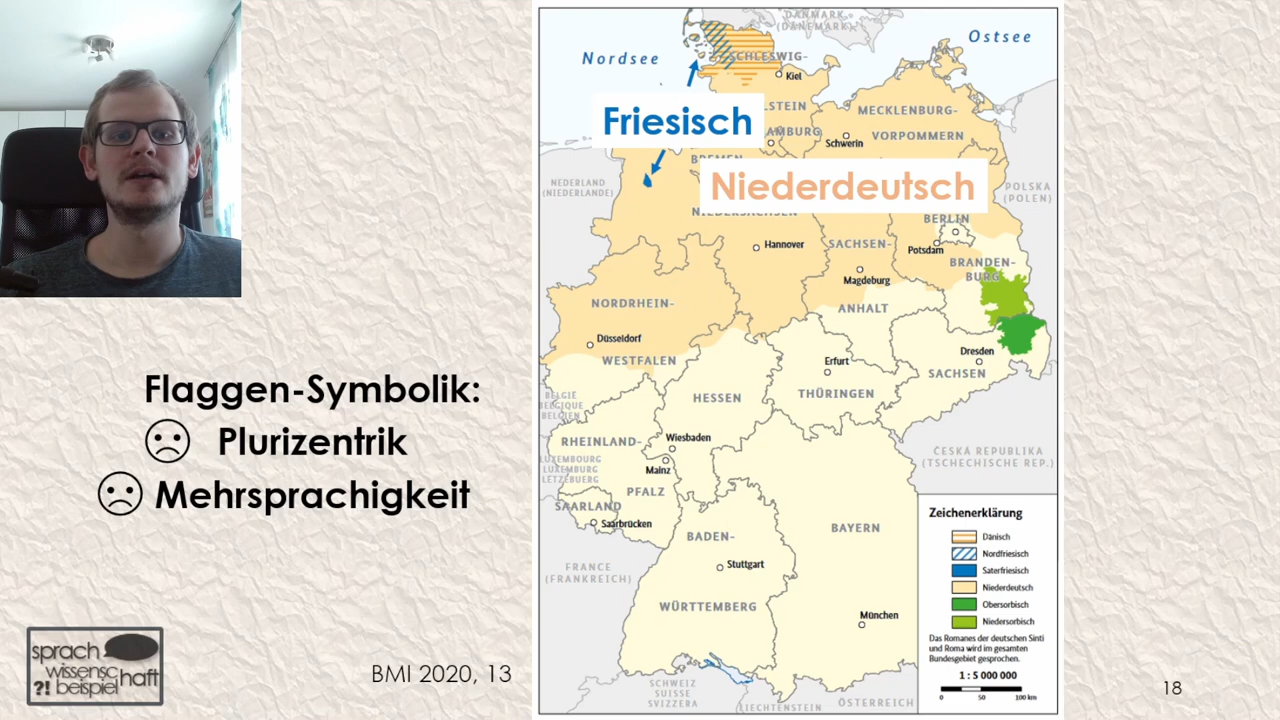 Flaggen-Symbolik:
Plurizentrik
Mehrsprachigkeit
sprach
wissensc
haft
?! beispiel
BMI 2020, 13
DANMARK
(DÄNEMARK)
Nordsee
Ostsee
SCHLESWIG-
Kiel
Friesisch
LSTEIN
AMBURG
MECKLENBURG-
VORPOMMERN
Schwerin
BREMEN
NEDERLAND
(NIEDERLANDE)
Niederdeutsch
POLSKA
(POLEN)
NIEDERSACHSEN
BERLIN
Hannover
SACHSEN-
Potsdam
BRANDEN-
BURG
Magdeburg
NORDRHEIN-
ANHALT
Düsseldorf
WESTFALEN
Erfurt
Dresden
SACHSEN
BELGIË
BELGIQUE
BELGIEN
HESSEN
THÜRINGEN
RHEINLAND-
Wiesbaden
ČESKÁ REPUBLIKA
(TSCHECHISCHE REP.)
LUXEMBOURG
LUXEMBURG
LËTZEBUERG
Mainz
PFALZ
SAARLAND
Saarbrücken
BADEN-
BAYERN
FRANCE
(FRANKREICH)
Stuttgart
WÜRTTEMBERG
München
SCHWEIZ
SUISSE
SVIZZERA
LIECHTENSTEIN
ÖSTERREICH
Zeichenerklärung
Dänisch
Nordfriesisch
Saterfriesisch
Niederdeutsch
Obersorbisch
Niedersorbisch
Das Romanes der deutschen Sinti
und Roma wird im gesamten
Bundesgebiet gesprochen.
1 : 5 000 000
0 50 100 km
18